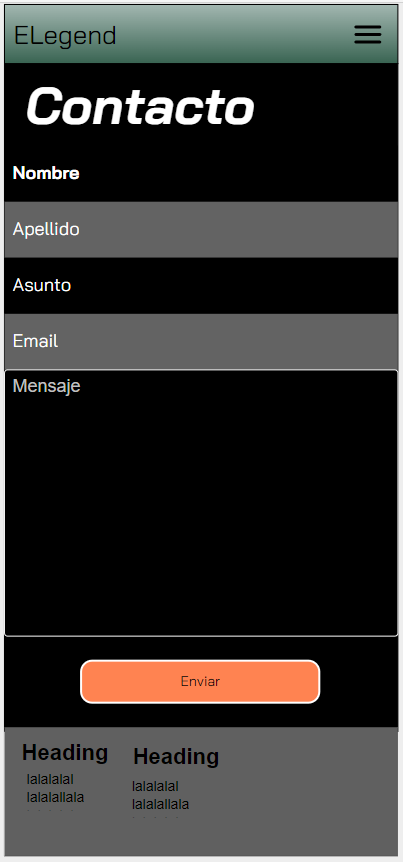 ELegend
Contacto
Nombre
Apellido
Asunto
Email
Mensaje
Enviar
Heading
lalalalal
lalalallala
Heading
lalalalal
lalalallala